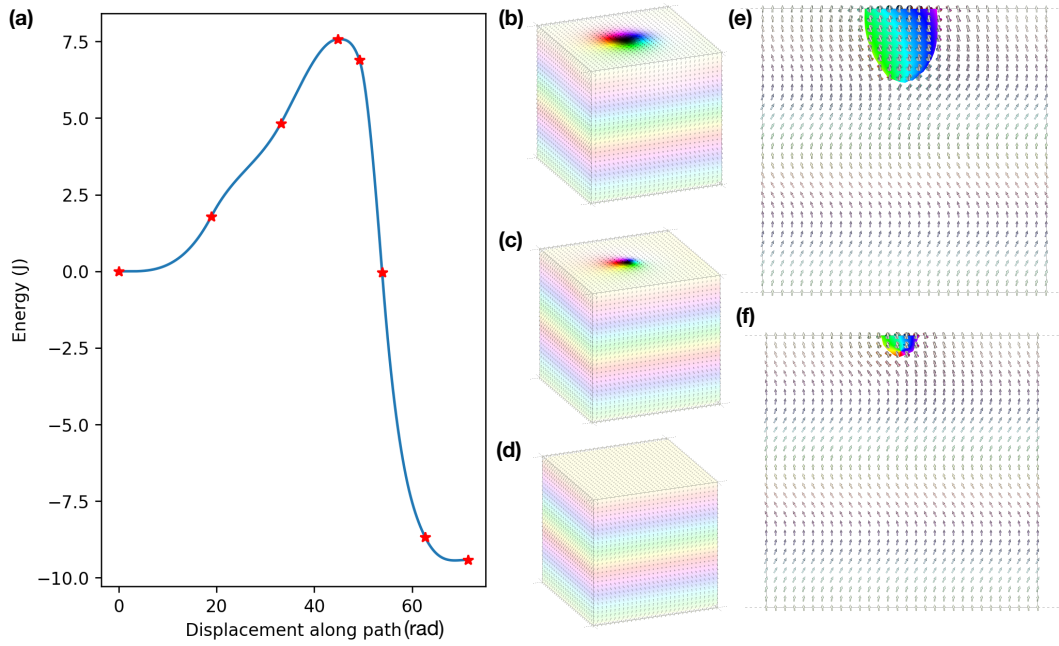 (a)
7.5
5.0
2.5
0.0
−2.5
−5.0
−7.5
−10.0
Energy (J)
0
20
40
60
Displacement along path (rad)
(b)
(c)
(d)
(e)
(f)